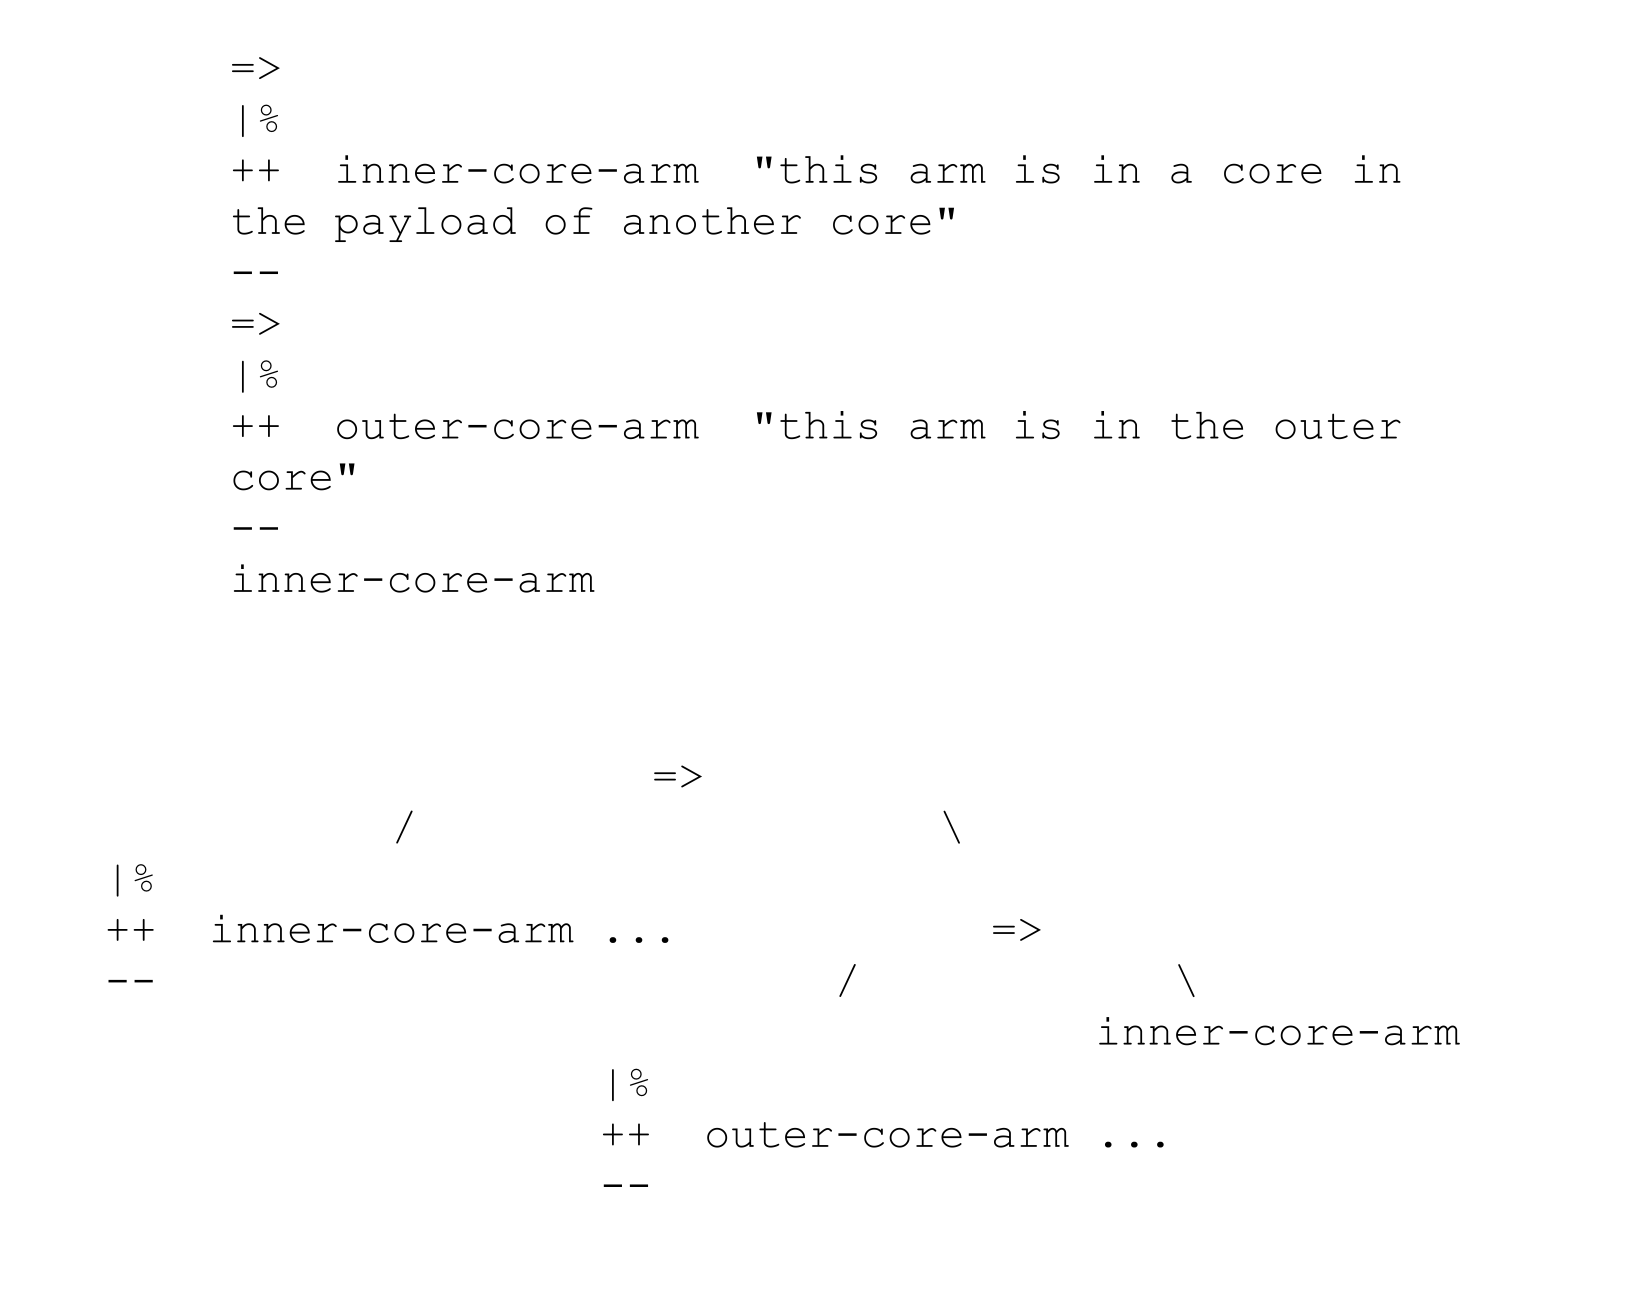 =>
|%
++  inner-core-arm  "this arm is in a core in
the payload of another core"
--
=>
|%
++  outer-core-arm  "this arm is in the outer
core"
--
inner-core-arm
=>
/ \
|%
++  inner-core-arm ... =>
-- / \
inner-core-arm
|%
++  outer-core-arm ...
--